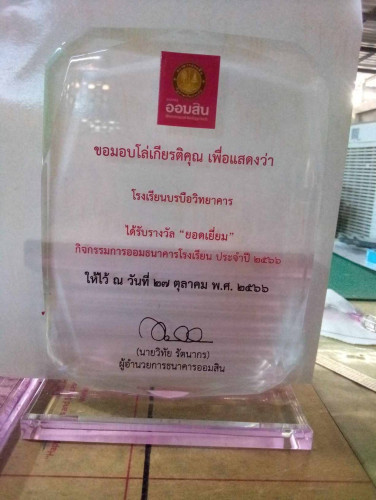 ออมสิน
ขอมอบโล่เกียรติคุณ เพื่อแสดงว่า
โรงเรียนบรบือวิทยาคาร
ได้รับรางวัล "ยอดเยี่ยม"
กิจกรรมการออมธนาคารโรงเรียน ประจำปี ๒๕๖๖
ให้ไว้ ณ วันที่ ๒๗ ตุลาคม พ.ศ. ๒๕๖๖
(นายวิทัย รัตนากร)
ผู้อำนวยการธนาคารออมสิน